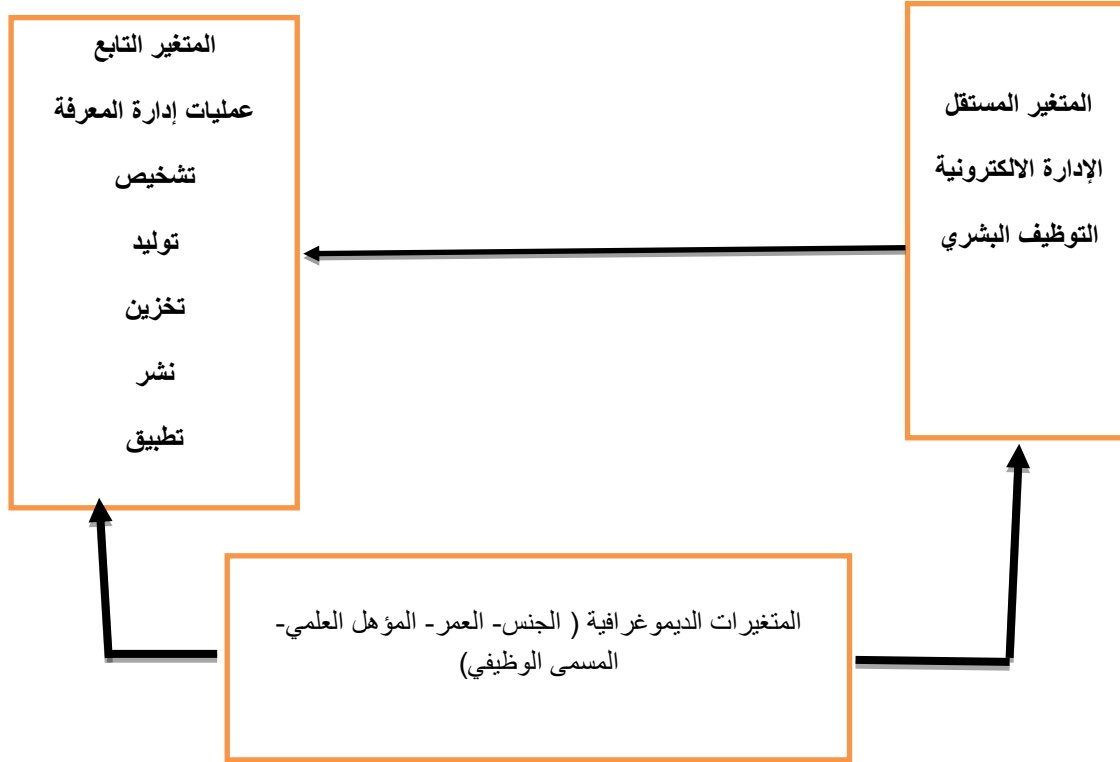 المتغير المستقل
الإدارة الالكترونية
التوظيف البشري
المتغير التابع
عمليات إدارة المعرفة
تشخيص
توليد
تخزين
نشر
تطبيق
المتغيرات الديموغرافية ( الجنس- العمر- المؤهل العلمي-
المسمى الوظيفي)